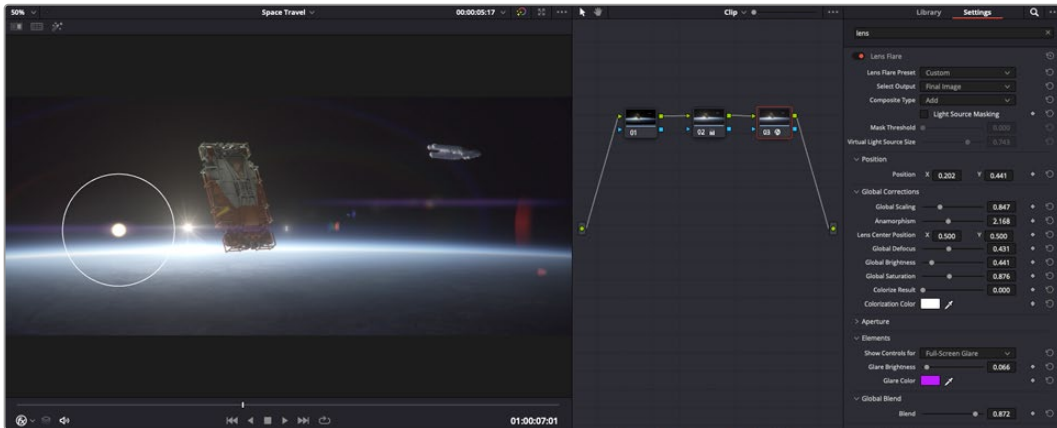 50%
Space Travel
00:00:05:17
Clip
Library
Settings
lens
Lens Flare
Lens Flare Preset Custom
Select Output Final Image
Composite Type Add
Light Source Masking
Mask Threshold 0.000
Virtual Light Source Size 0.743
Position
Position X 0.202 Y 0.441
Global Corrections
Global Scaling 0.847
Anamorphism 2.168
Lens Center Position X 0.500 Y 0.500
Global Defocus 0.431
Global Brightness 0.441
Global Saturation 0.876
Colorize Result 0.000
Colorization Color
Aperture
Elements
Show Controls for Full-Screen Glare
Glare Brightness 0.066
Glare Color
Global Blend
Blend 0.872
01
02
03
01:00:07:01